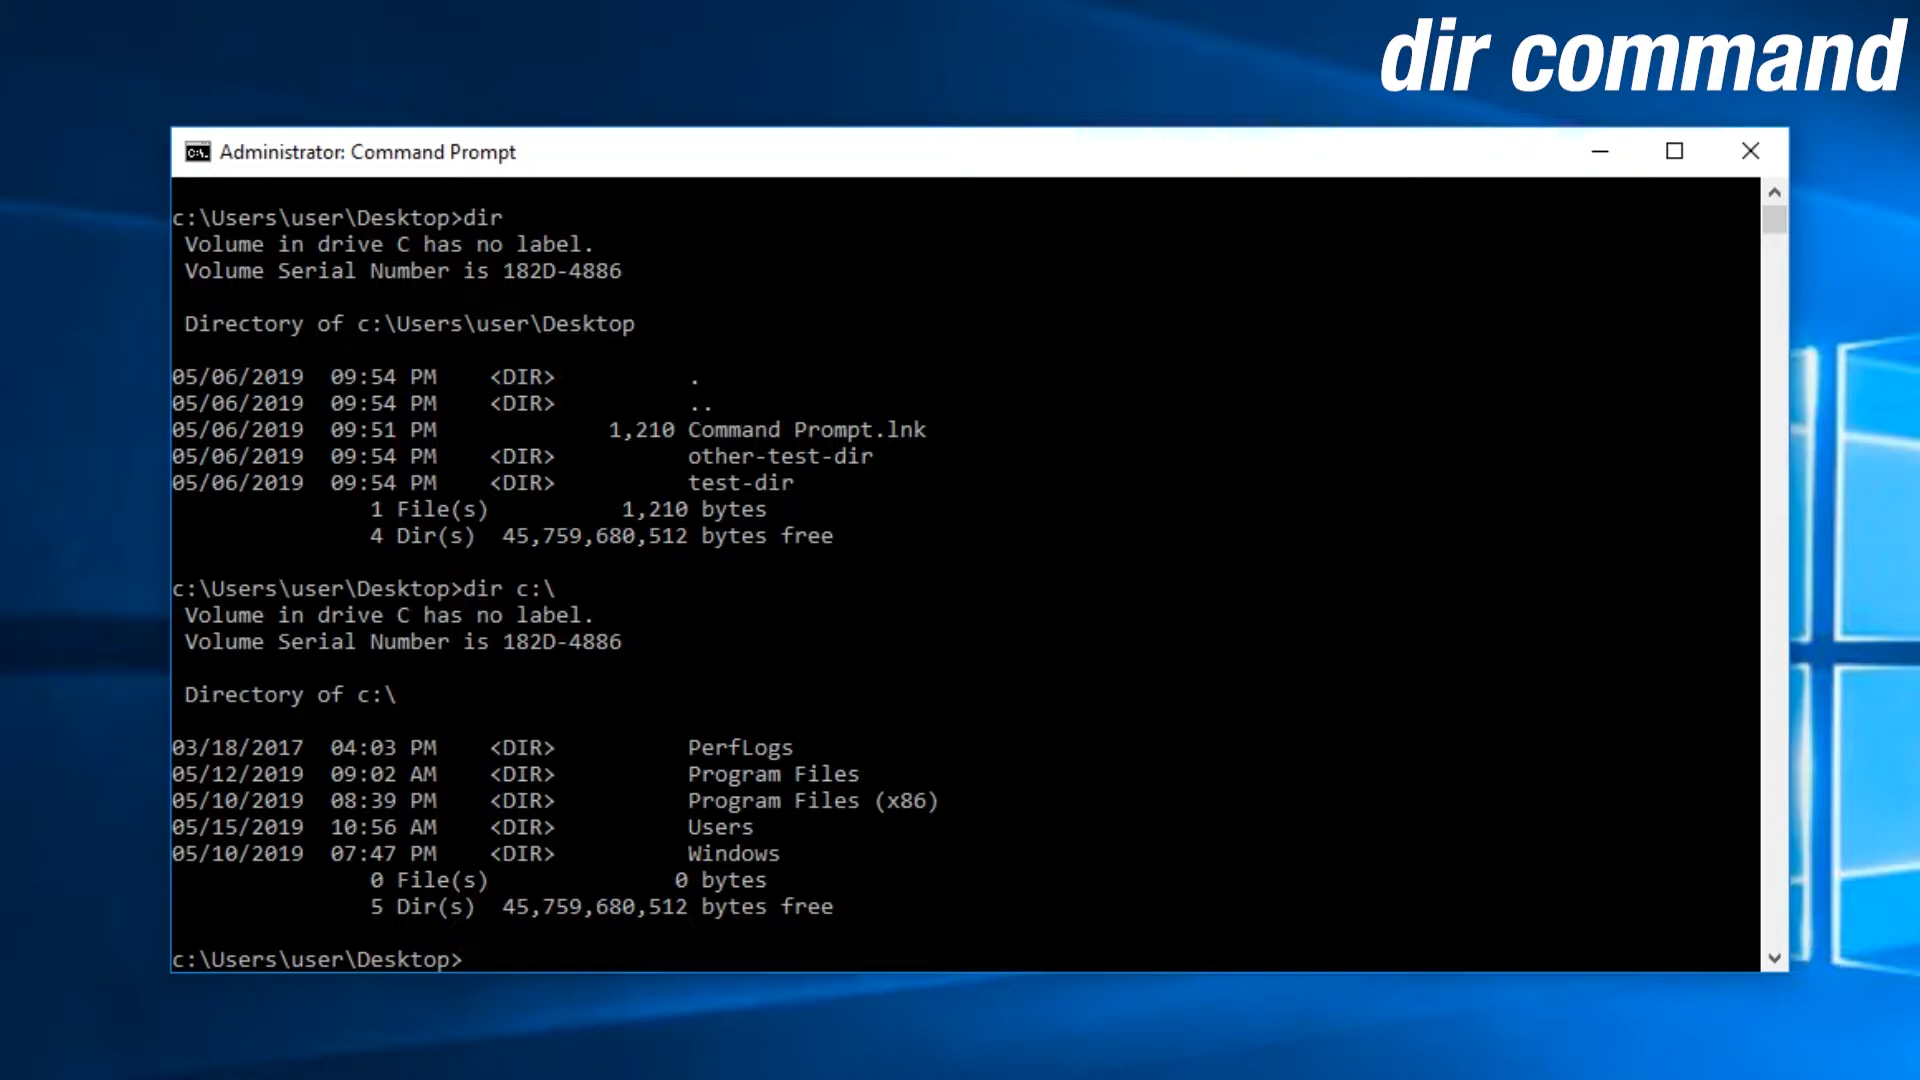 dir command
C:\. Administrator: Command Prompt
c:\Users\user\Desktop>dir
 Volume in drive C has no label.
 Volume Serial Number is 182D-4886

 Directory of c:\Users\user\Desktop

05/06/2019  09:54 PM    <DIR>          .
05/06/2019  09:54 PM    <DIR>          ..
05/06/2019  09:51 PM             1,210 Command Prompt.lnk
05/06/2019  09:54 PM    <DIR>          other-test-dir
05/06/2019  09:54 PM    <DIR>          test-dir
               1 File(s)          1,210 bytes
               4 Dir(s)  45,759,680,512 bytes free

c:\Users\user\Desktop>dir c:\
 Volume in drive C has no label.
 Volume Serial Number is 182D-4886

 Directory of c:\

03/18/2017  04:03 PM    <DIR>          PerfLogs
05/12/2019  09:02 AM    <DIR>          Program Files
05/10/2019  08:39 PM    <DIR>          Program Files (x86)
05/15/2019  10:56 AM    <DIR>          Users
05/10/2019  07:47 PM    <DIR>          Windows
               0 File(s)              0 bytes
               5 Dir(s)  45,759,680,512 bytes free

c:\Users\user\Desktop>